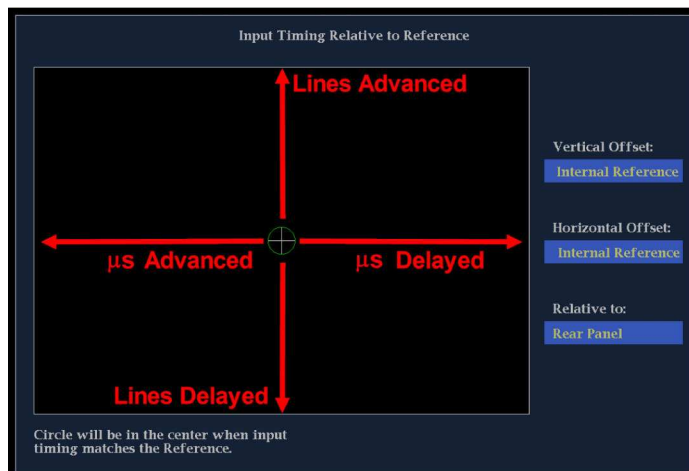 Input Timing Relative to Reference
Lines Advanced
Vertical Offset:
Internal Reference
Horizontal Offset:
Internal Reference
μs Advanced
μs Delayed
Relative to:
Rear Panel
Lines Delayed
Circle will be in the center when input
timing matches the Reference.